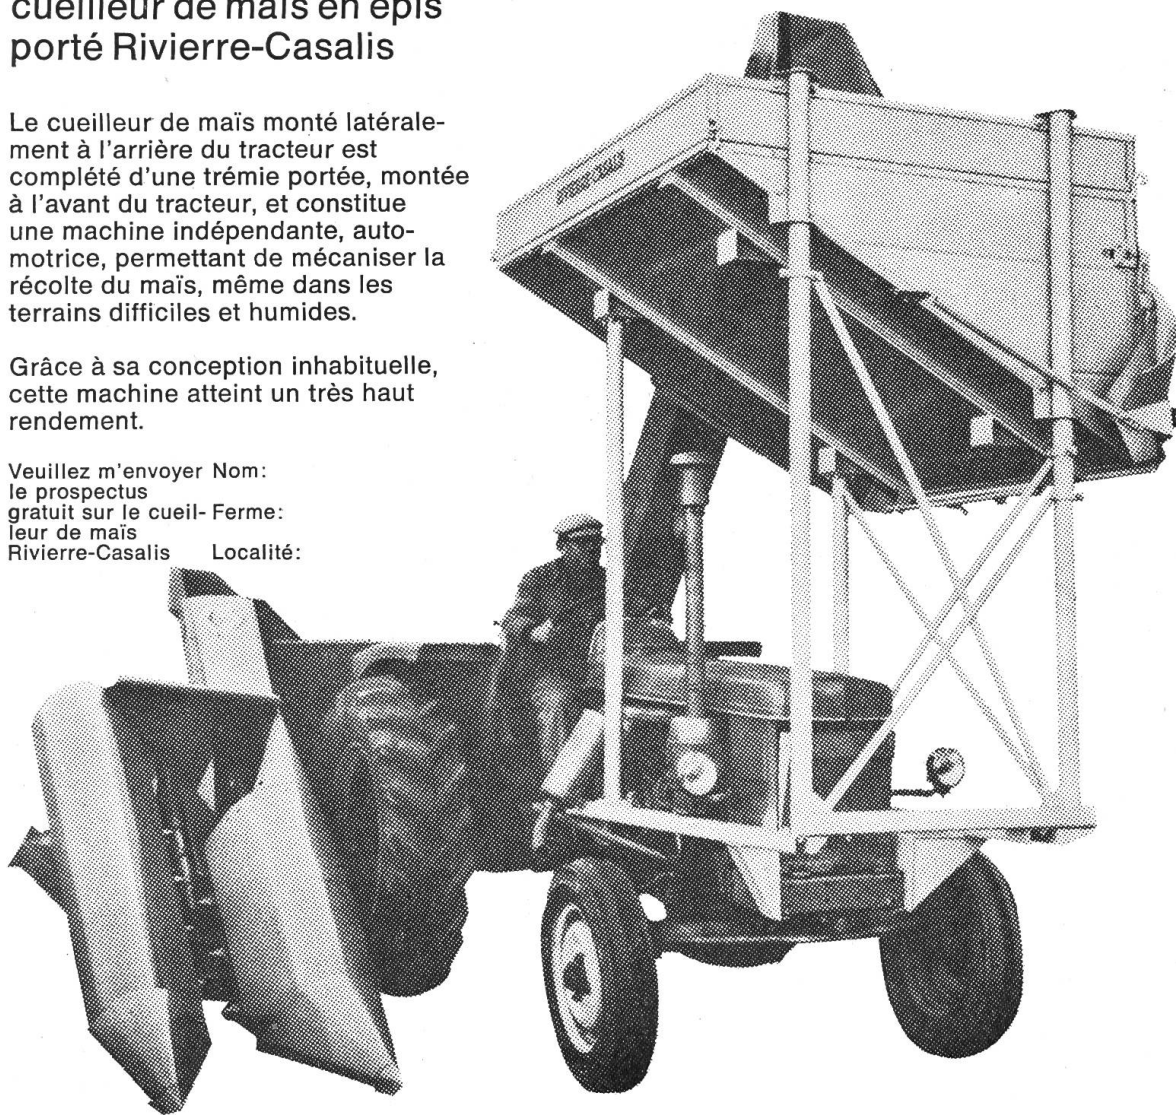 cueilleur de maïs en épis
porté Rivierre-Casalis
Le cueilleur de maïs monté latérale-
ment à l'arrière du tracteur est
complété d'une trémie portée, montée
à l'avant du tracteur, et constitue
une machine indépendante, auto-
motrice, permettant de mécaniser la
récolte du maïs, même dans les
terrains difficiles et humides.
Grâce à sa conception inhabituelle,
cette machine atteint un très haut
rendement.
Veuillez m'envoyer Nom:
le prospectus
gratuit sur le cueil- Ferme:
leur de maïs
Rivierre-Casalis Localité:
RIVIERRE-CASALIS